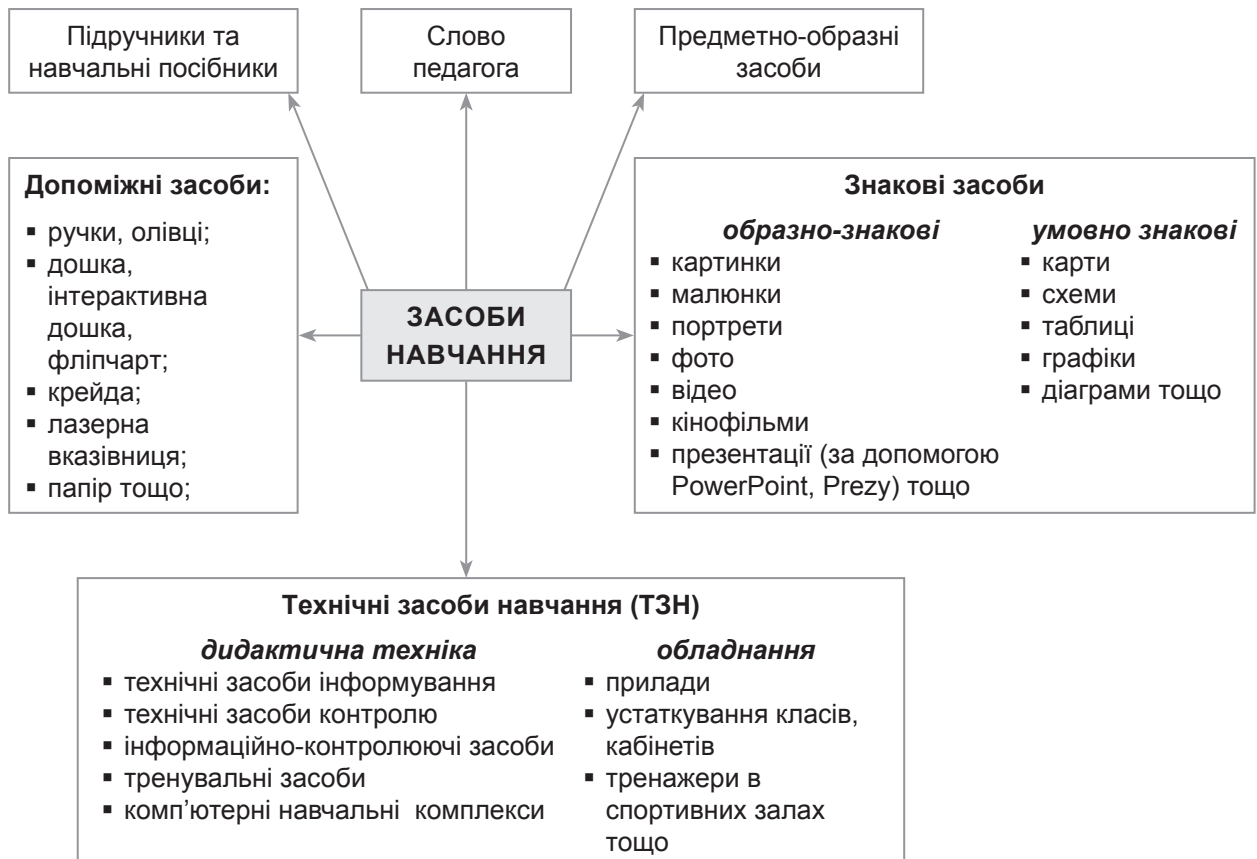 Підручники та
навчальні посібники
Слово
педагога
Предметно-образні
засоби
Допоміжні засоби:
▪ ручки, олівці;
▪ дошка,
інтерактивна
дошка,
фліпчарт;
▪ крейда;
▪ лазерна
вказівниця;
▪ папір тощо;
ЗАСОБИ
НАВЧАННЯ
Знакові засоби
образно-знакові
▪ картинки
▪ малюнки
▪ портрети
▪ фото
▪ відео
▪ кінофільми
▪ презентації (за допомогою
PowerPoint, Prezy) тощо
умовно знакові
▪ карти
▪ схеми
▪ таблиці
▪ графіки
▪ діаграми тощо
Технічні засоби навчання (ТЗН)
дидактична техніка
▪ технічні засоби інформування
▪ технічні засоби контролю
▪ інформаційно-контролюючі засоби
▪ тренувальні засоби
▪ комп’ютерні навчальні комплекси
обладнання
▪ прилади
▪ устаткування класів,
кабінетів
▪ тренажери в
спортивних залах
тощо